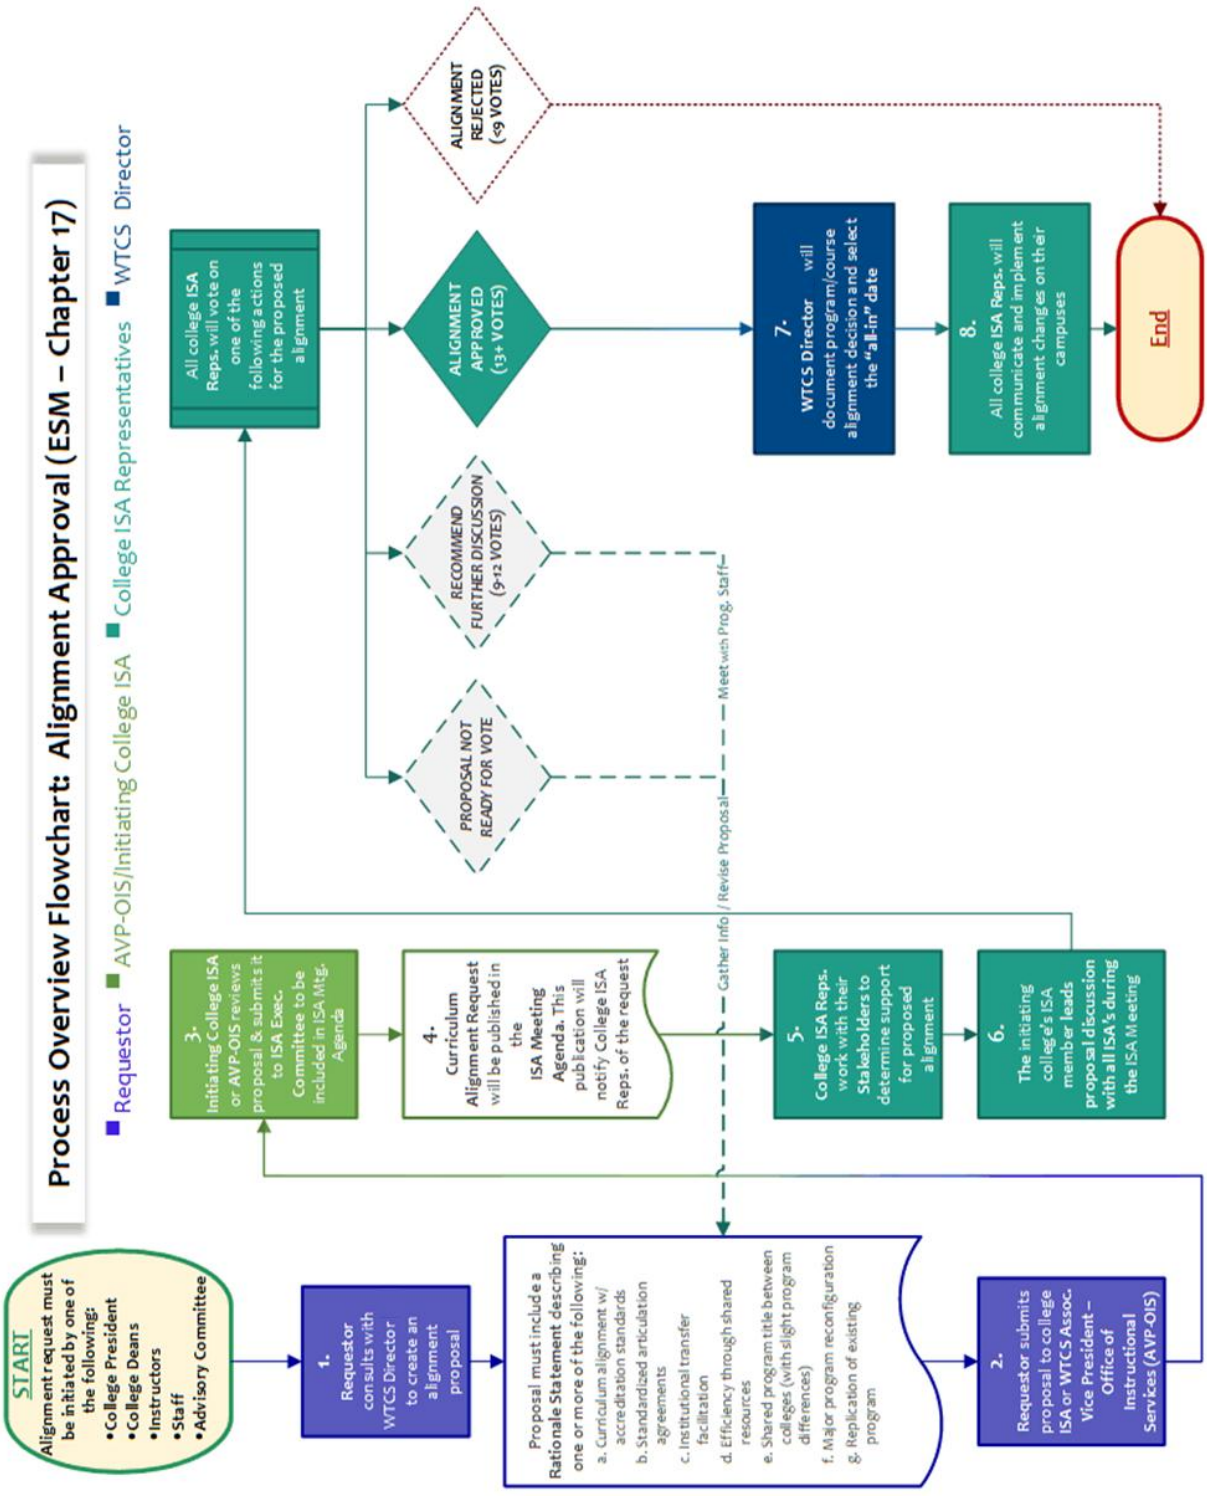 Process Overview Flowchart:  Alignment Approval (ESM – Chapter 17)
Requestor
AVP-OIS/Initiating College ISA
College ISA Representatives
WTCS Director
START
Alignment request must
be initiated by one of
the following:
•College President
•College Deans
•Instructors
•Staff
•Advisory Committee
1.
Requestor
consults with
WTCS Director
to create an
alignment
proposal
Proposal must include a
Rationale Statement describing
one or more of the following:
a. Curriculum alignment w/
accreditation standards
b. Standardized articulation
agreements
c. Institutional transfer
facilitation
d. Efficiency through shared
resources
e. Shared program title between
colleges (with slight program
differences)
f. Major program reconfiguration
g. Replication of existing
program
2.
Requestor submits
proposal to college
ISA or WTCS Assoc.
Vice President –
Office of
Instructional
Services (AVP-OIS)
3.
Initiating College ISA
or AVP-OIS reviews
proposal & submits it
to ISA Exec.
Committee to be
included in ISA Mtg.
Agenda
4.
Curriculum
Alignment Request
will be published in
the
ISA Meeting
Agenda. This
publication will
notify College ISA
Reps. of the request
5.
College ISA Reps.
work with their
Stakeholders to
determine support
for proposed
alignment
6.
The initiating
college's ISA
member leads
proposal discussion
with all ISA's during
the ISA Meeting
All college ISA
Reps. will vote on
one of the
following actions
for the proposed
alignment
PROPOSAL NOT
READY FOR VOTE
RECOMMEND
FURTHER DISCUSSION
(9-12 VOTES)
ALIGNMENT
APPROVED
(13+ VOTES)
ALIGNMENT
REJECTED
(<9 VOTES)
Gather Info / Revise Proposal
Meet with Prog. Staff
7.
WTCS Director will
document program/course
alignment decision and select
the "all-in" date
8.
All college ISA Reps. will
communicate and implement
alignment changes on their
campuses
End